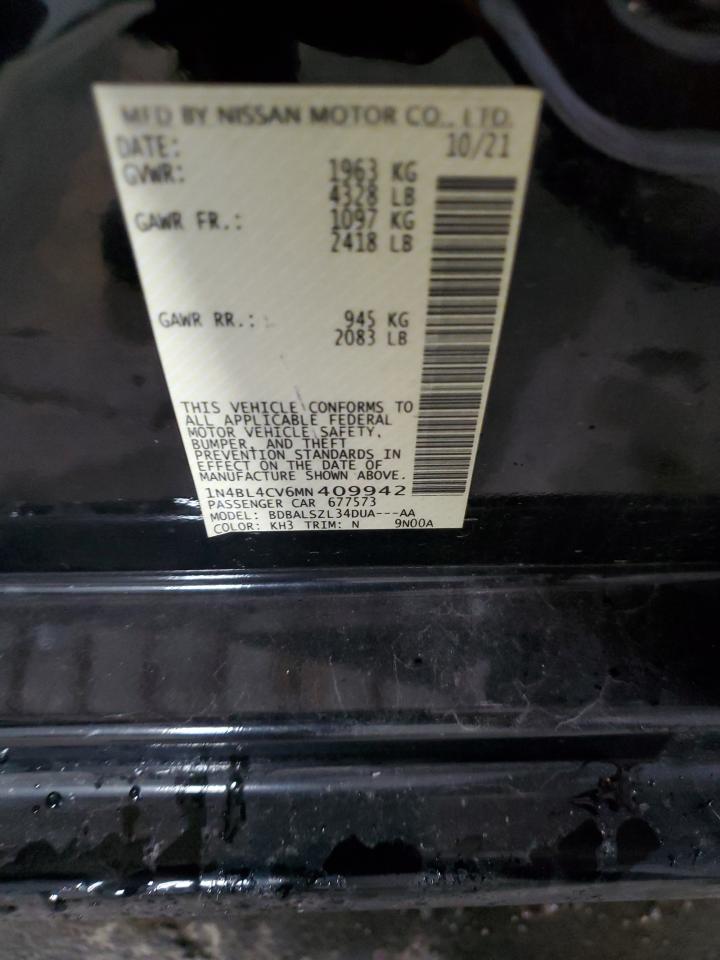 MFD BY NISSAN MOTOR CO., LTD.
DATE: 10/21
GVWR: 1963 KG
4328 LB
GAWR FR.: 1097 KG
2418 LB
GAWR RR.: 945 KG
2083 LB
THIS VEHICLE CONFORMS TO
ALL APPLICABLE FEDERAL
MOTOR VEHICLE SAFETY,
BUMPER, AND THEFT
PREVENTION STANDARDS IN
EFFECT ON THE DATE OF
MANUFACTURE SHOWN ABOVE.
1N4BL4CV6MN409942
PASSENGER CAR 677573
MODEL: BDBALSZL34DUA---AA
COLOR: KH3 TRIM: N 9N00A